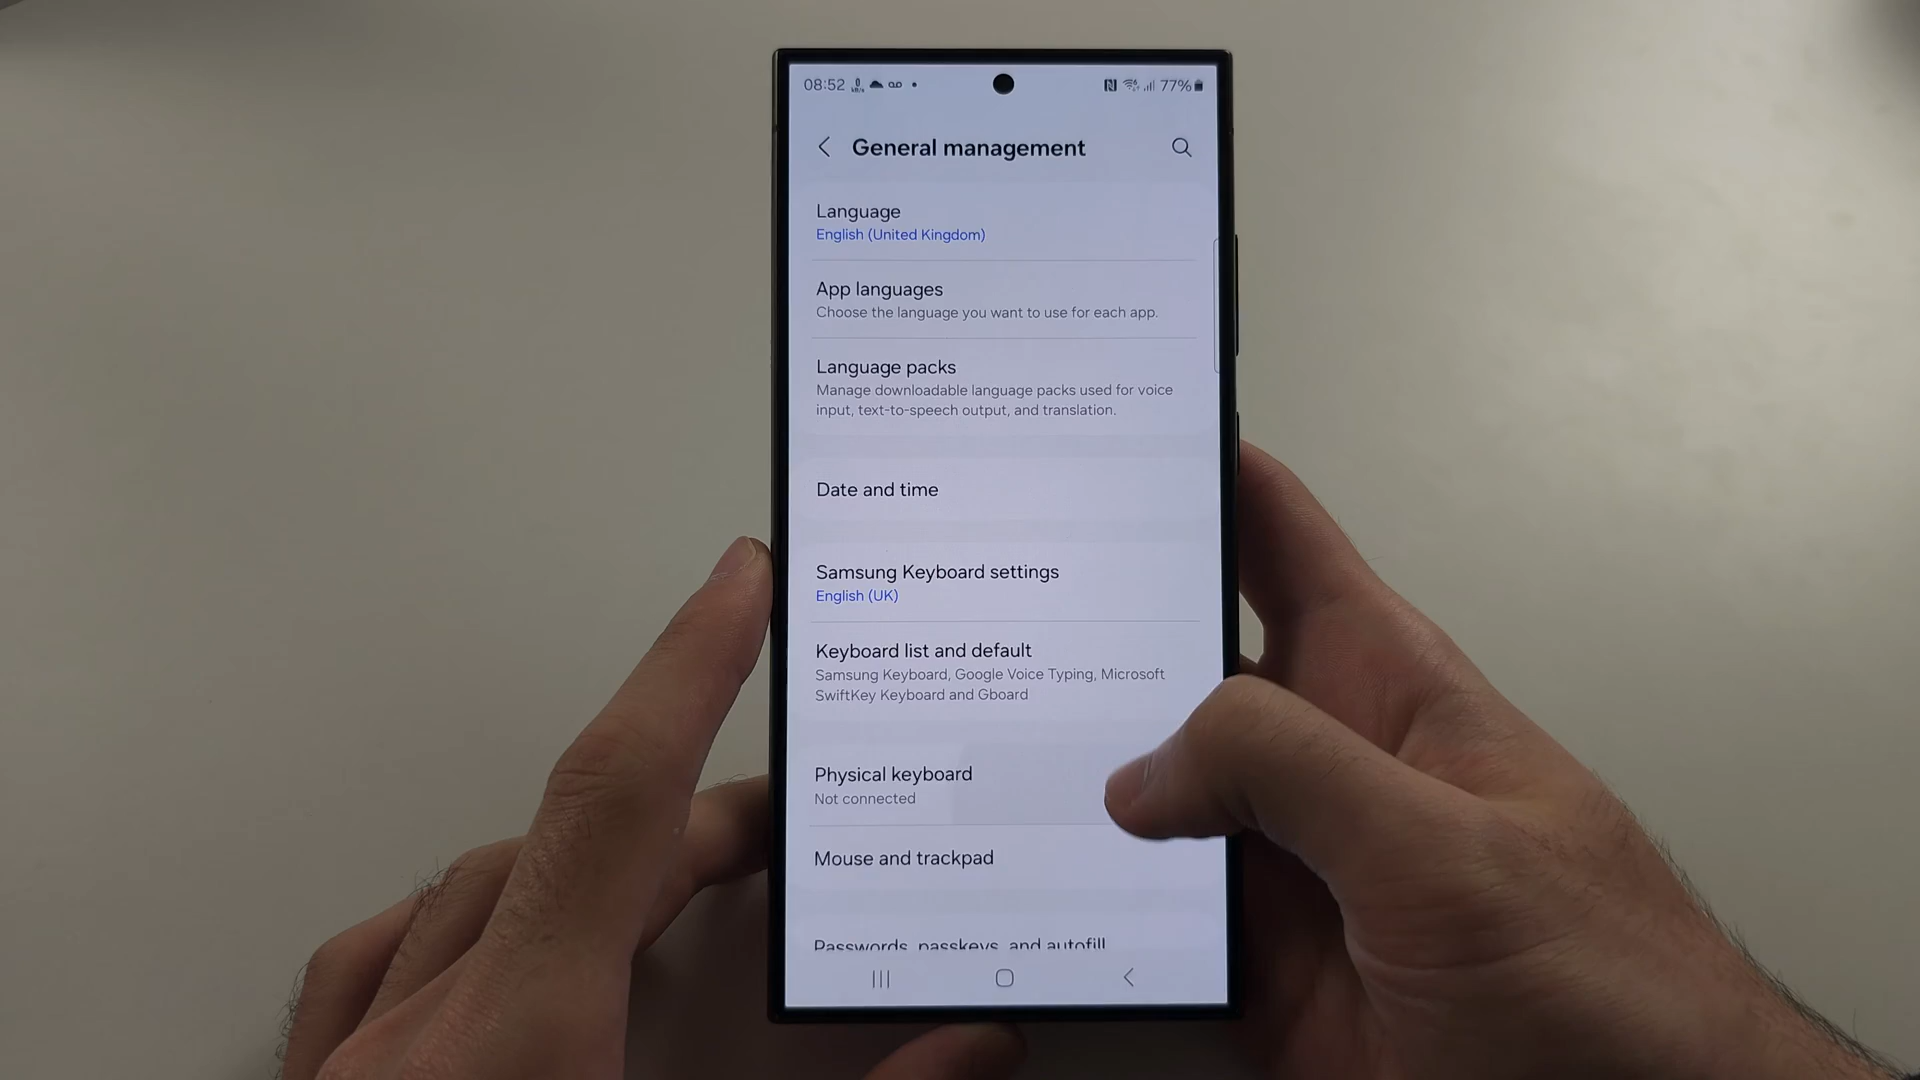 08:52 77%
General management
Language
English (United Kingdom)
App languages
Choose the language you want to use for each app.
Language packs
Manage downloadable language packs used for voice
input, text-to-speech output, and translation.
Date and time
Samsung Keyboard settings
English (UK)
Keyboard list and default
Samsung Keyboard, Google Voice Typing, Microsoft
SwiftKey Keyboard and Gboard
Physical keyboard
Not connected
Mouse and trackpad
Passwords, passkeys, and autofill